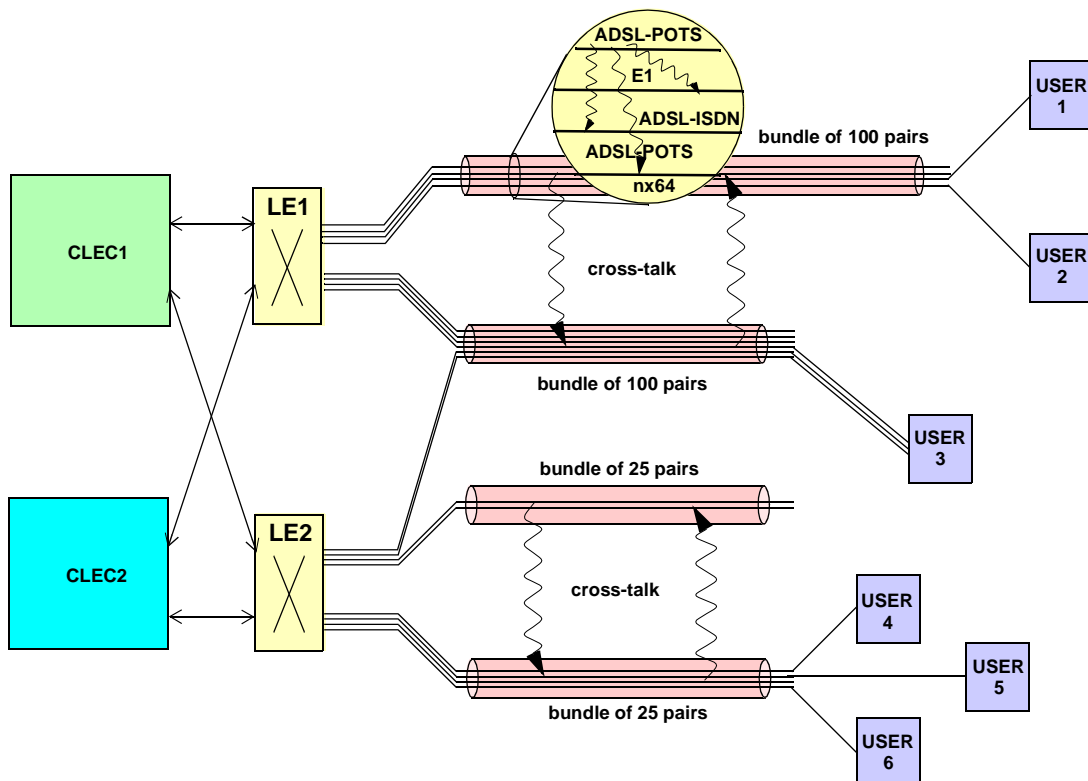 ADSL-POTS
E1
ADSL-ISDN
ADSL-POTS
nx64
bundle of 100 pairs
USER
1
LE1
CLEC1
USER
2
cross-talk
bundle of 100 pairs
USER
3
bundle of 25 pairs
LE2
CLEC2
cross-talk
USER
4
USER
5
bundle of 25 pairs
USER
6